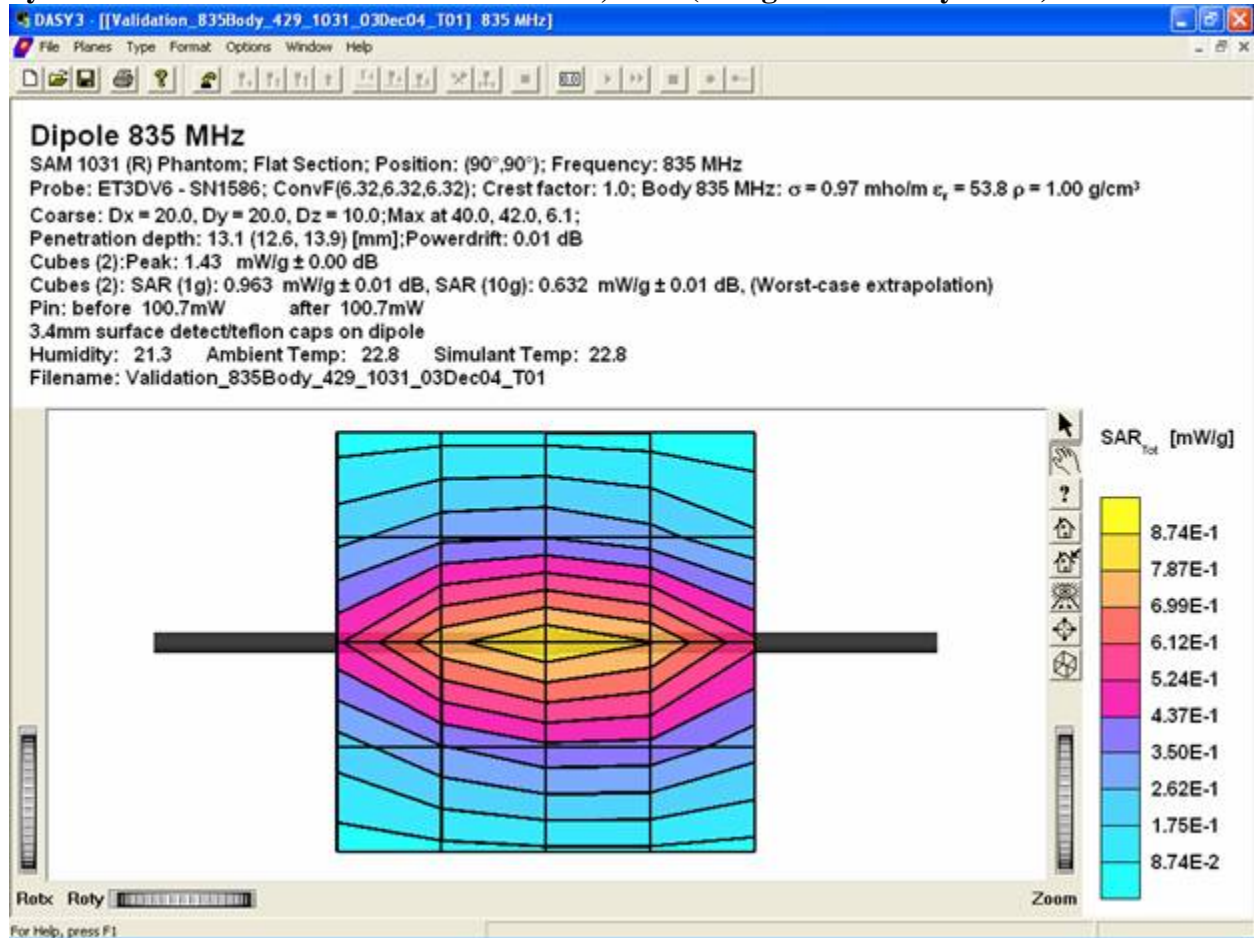 DASY3 - [[Validation_835Body_429_1031_03Dec04_T01] 835 MHz]
File Planes Type Format Options Window Help
Dipole 835 MHz
SAM 1031 (R) Phantom; Flat Section; Position: (90°,90°); Frequency: 835 MHz
Probe: ET3DV6 - SN1586; ConvF(6.32,6.32,6.32); Crest factor: 1.0; Body 835 MHz: σ = 0.97 mho/m εr = 53.8 ρ = 1.00 g/cm³
Coarse: Dx = 20.0, Dy = 20.0, Dz = 10.0;Max at 40.0, 42.0, 6.1;
Penetration depth: 13.1 (12.6, 13.9) [mm];Powerdrift: 0.01 dB
Cubes (2):Peak: 1.43 mW/g ± 0.00 dB
Cubes (2): SAR (1g): 0.963 mW/g ± 0.01 dB, SAR (10g): 0.632 mW/g ± 0.01 dB, (Worst-case extrapolation)
Pin: before 100.7mW after 100.7mW
3.4mm surface detect/teflon caps on dipole
Humidity: 21.3 Ambient Temp: 22.8 Simulant Temp: 22.8
Filename: Validation_835Body_429_1031_03Dec04_T01
SARTot [mW/g]
8.74E-1
7.87E-1
6.99E-1
6.12E-1
5.24E-1
4.37E-1
3.50E-1
2.62E-1
1.75E-1
8.74E-2
Rotx Roty Zoom
For Help, press F1